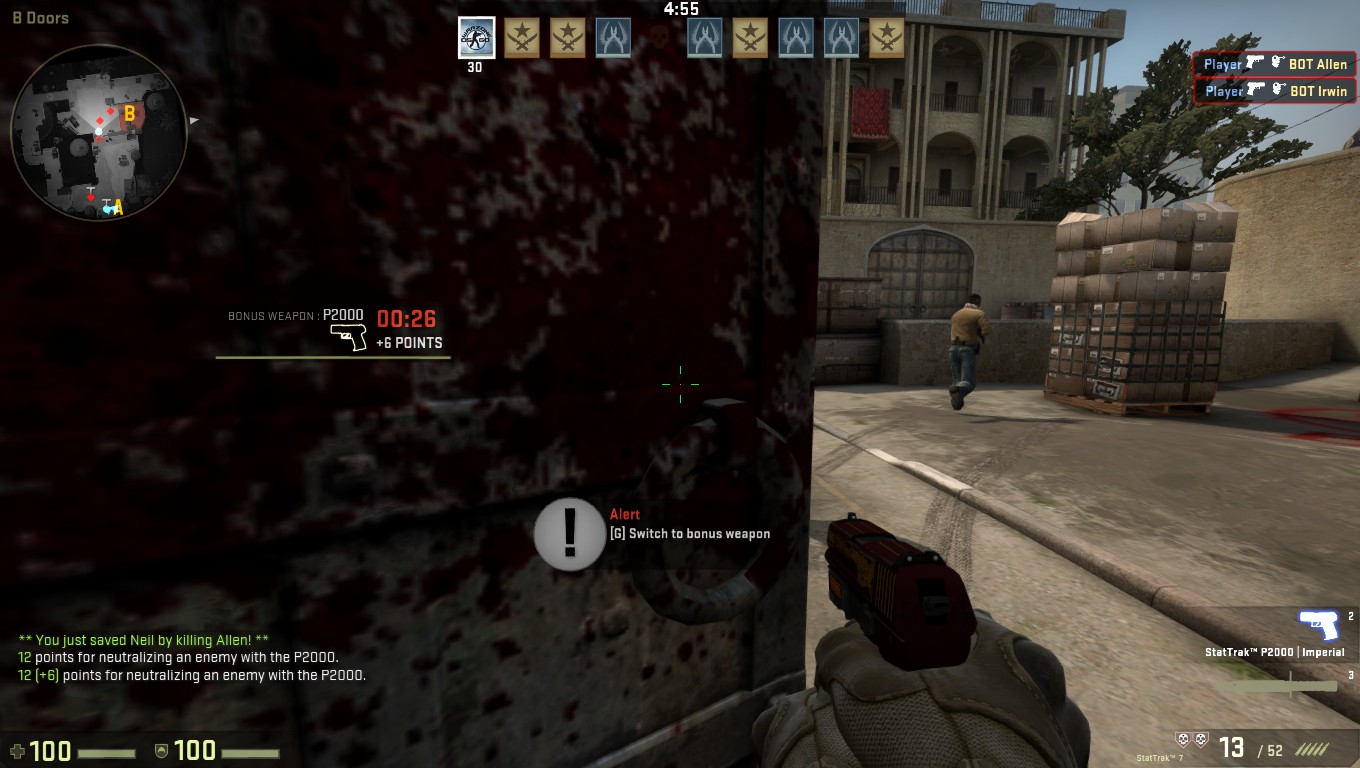 B Doors
4:55
30
Player BOT Allen
Player BOT Irwin
B
A
BONUS WEAPON : P2000 00:26
+6 POINTS
Alert
[G] Switch to bonus weapon
** You just saved Neil by killing Allen! **
12 points for neutralizing an enemy with the P2000.
12 (+6) points for neutralizing an enemy with the P2000.
2
StatTrak™ P2000 | Imperial
3
100 100
13 / 52
StatTrak™ 7